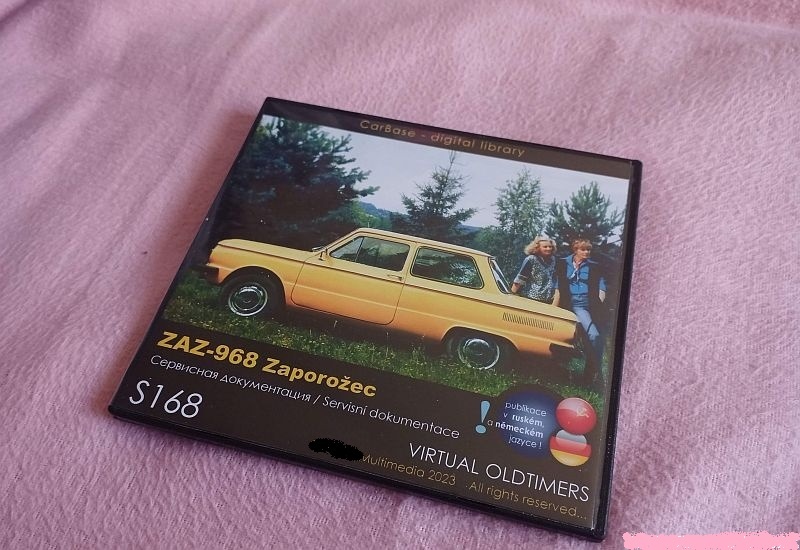 CarBase - digital library
ZAZ-968 Zaporožec
Сервисная документация / Servisní dokumentace
S168
!
publikace
v ruském,
a německém
jazyce !
VIRTUAL OLDTIMERS
Multimedia 2023 All rights reserved...